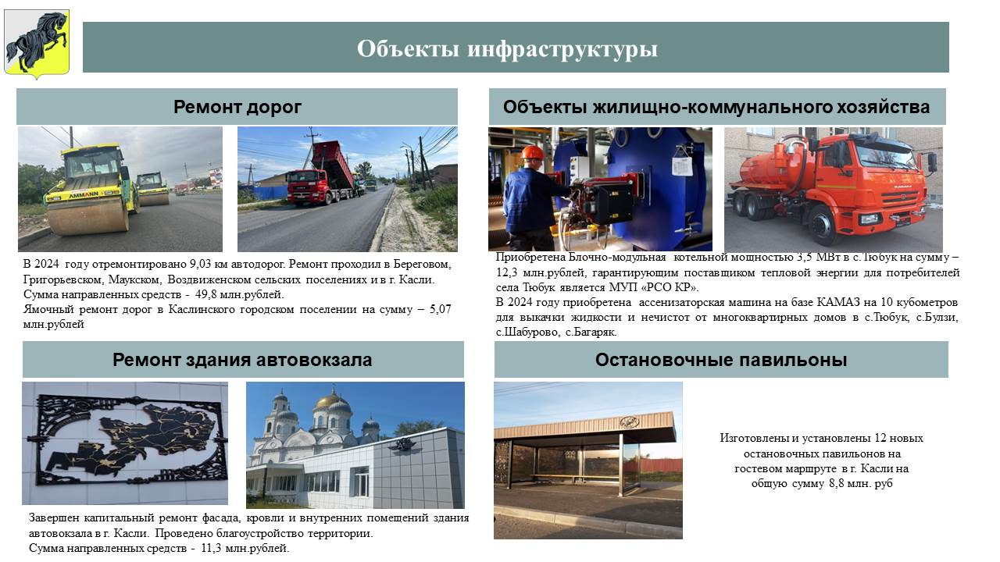 Объекты инфраструктуры
Ремонт дорог
AMMANN
В 2024 году отремонтировано 9,03 км автодорог. Ремонт проходил в Береговом,
Григорьевском, Маукском, Воздвиженском сельских поселениях и в г. Касли.
Сумма направленных средств - 49,8 млн.рублей.
Ямочный ремонт дорог в Каслинского городском поселении на сумму – 5,07
млн.рублей
Объекты жилищно-коммунального хозяйства
Приобретена Блочно-модульная котельной мощностью 3,5 МВт в с.Тюбук на сумму –
12,3 млн.рублей, гарантирующим поставщиком тепловой энергии для потребителей
села Тюбук является МУП «РСО КР».
В 2024 году приобретена ассенизаторская машина на базе КАМАЗ на 10 кубометров
для выкачки жидкости и нечистот от многоквартирных домов в с.Тюбук, с.Булзи,
с.Шабурово, с.Багаряк.
Ремонт здания автовокзала
Завершен капитальный ремонт фасада, кровли и внутренних помещений здания
автовокзала в г. Касли. Проведено благоустройство территории.
Сумма направленных средств - 11,3 млн.рублей.
Остановочные павильоны
Изготовлены и установлены 12 новых
остановочных павильонов на
гостевом маршруте в г. Касли на
общую сумму 8,8 млн. руб